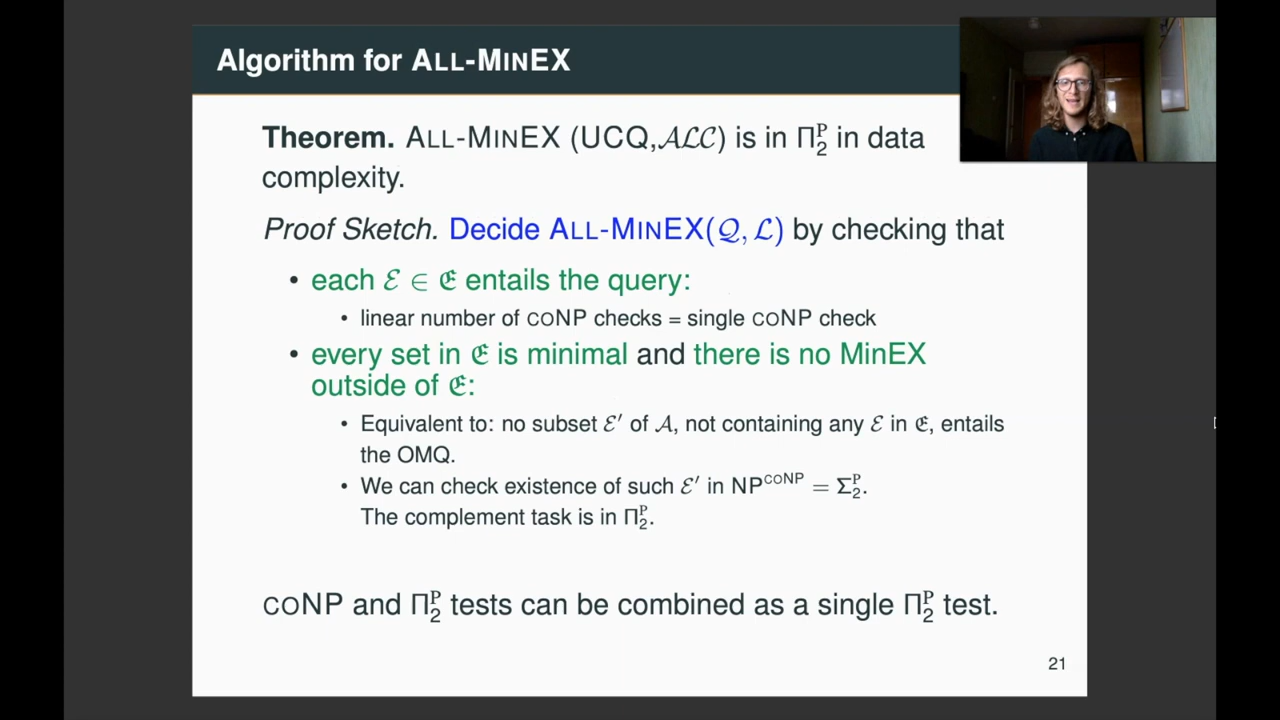 Algorithm for ALL-MINEX
Theorem. ALL-MINEX (UCQ,𝒜ℒ𝒞) is in Π₂ᴾ in data
complexity.
Proof Sketch. Decide ALL-MINEX(𝒬, ℒ) by checking that
• each ℰ ∈ 𝕰 entails the query:
• linear number of CONP checks = single CONP check
• every set in 𝕰 is minimal and there is no MinEX
outside of 𝕰:
• Equivalent to: no subset ℰ′ of 𝒜, not containing any ℰ in 𝕰, entails
the OMQ.
• We can check existence of such ℰ′ in NP^CONP = Σ₂ᴾ.
The complement task is in Π₂ᴾ.
CONP and Π₂ᴾ tests can be combined as a single Π₂ᴾ test.
21